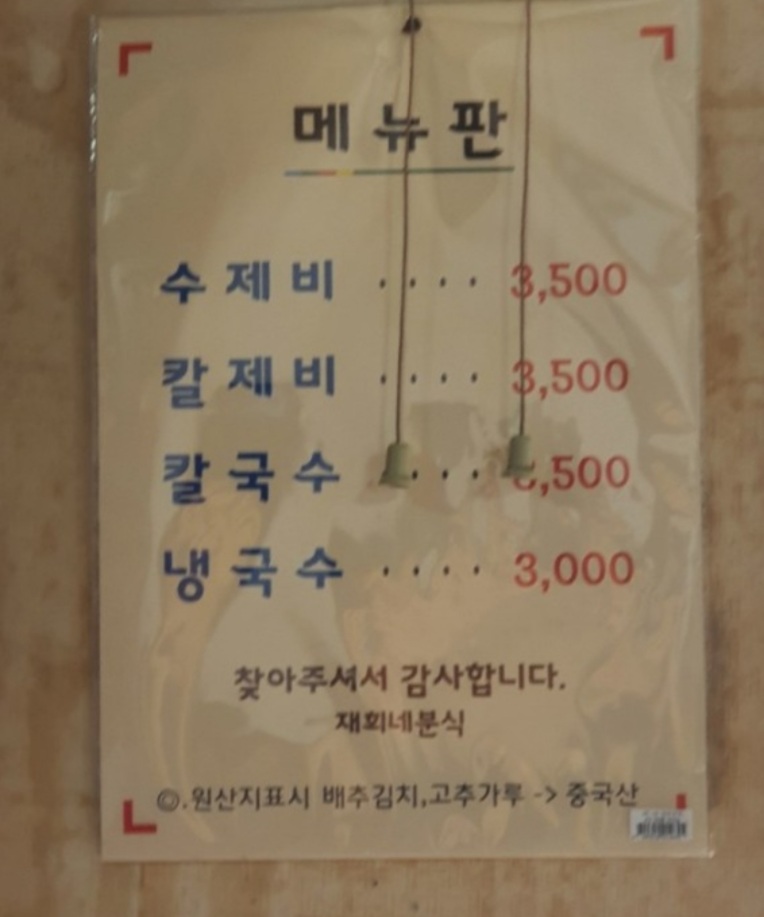 메뉴판
수제비 .... 3,500
칼제비 .... 3,500
칼국수 ... ,500
냉국수 .... 3,000
찾아주셔서 감사합니다.
재희네분식
©.원산지표시 배추김치,고추가루 -> 중국산